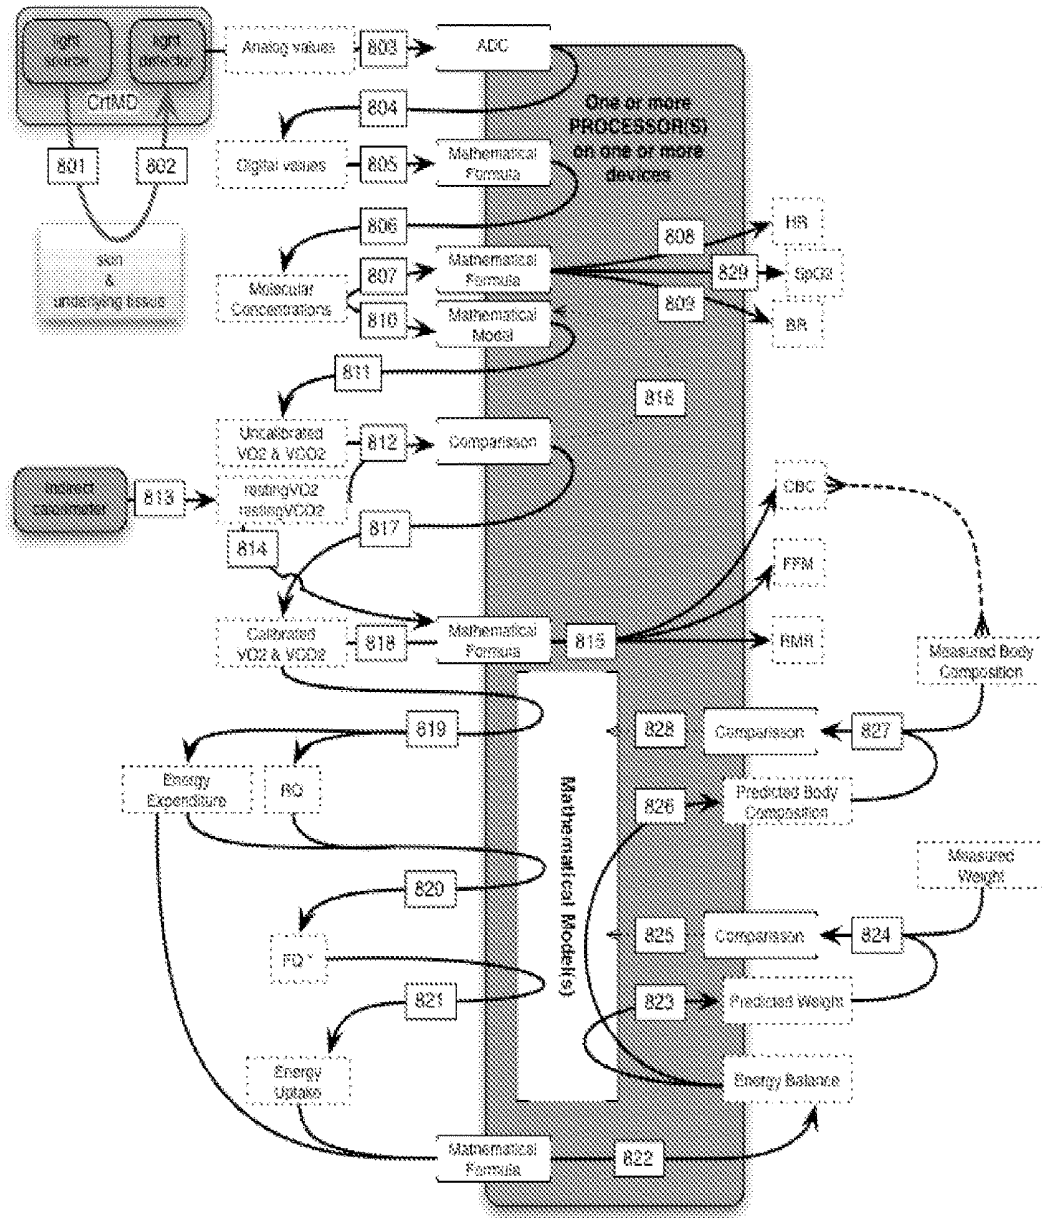 light
source
light
detector
CrtMD
Analog values
803
ADC
804
801
802
Digital values
805
Mathematical
Formula
One or more
PROCESSOR(S)
on one or more
devices
806
skin
&
underlying tissue
Molecular
Concentrations
807
Mathematical
Formula
810
Mathematical
Model
808
HR
829
SpO2
809
BR
811
816
Uncalibrated
VO2 & VCO2
812
Comparisson
Indirect
calorimeter
813
restingVO2
restingVCO2
817
814
CBC
FFM
Calibrated
VO2 & VCO2
818
Mathematical
Formula
815
RMR
Measured Body
Composition
819
828
Comparisson
827
Energy
Expenditure
RQ
826
Predicted Body
Composition
Mathematical Model(s)
820
Measured
Weight
FQ *
825
Comparisson
824
821
823
Predicted Weight
Energy
Uptake
Energy Balance
Mathematical
Formula
822